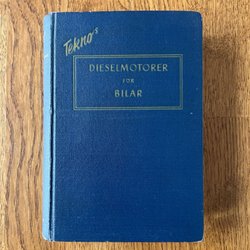 Tekno's
DIESELMOTORER
FÖR
BILAR